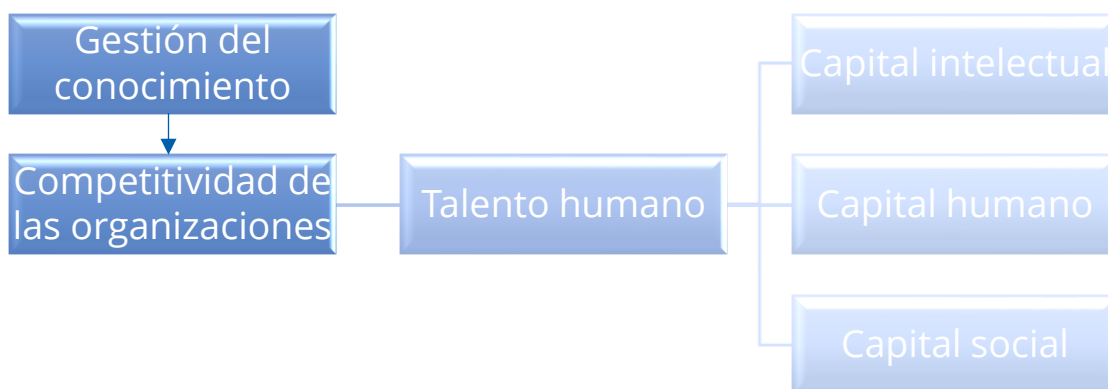 Gestión del
conocimiento
Competitividad de
las organizaciones
Talento humano
Capital intelectual
Capital humano
Capital social